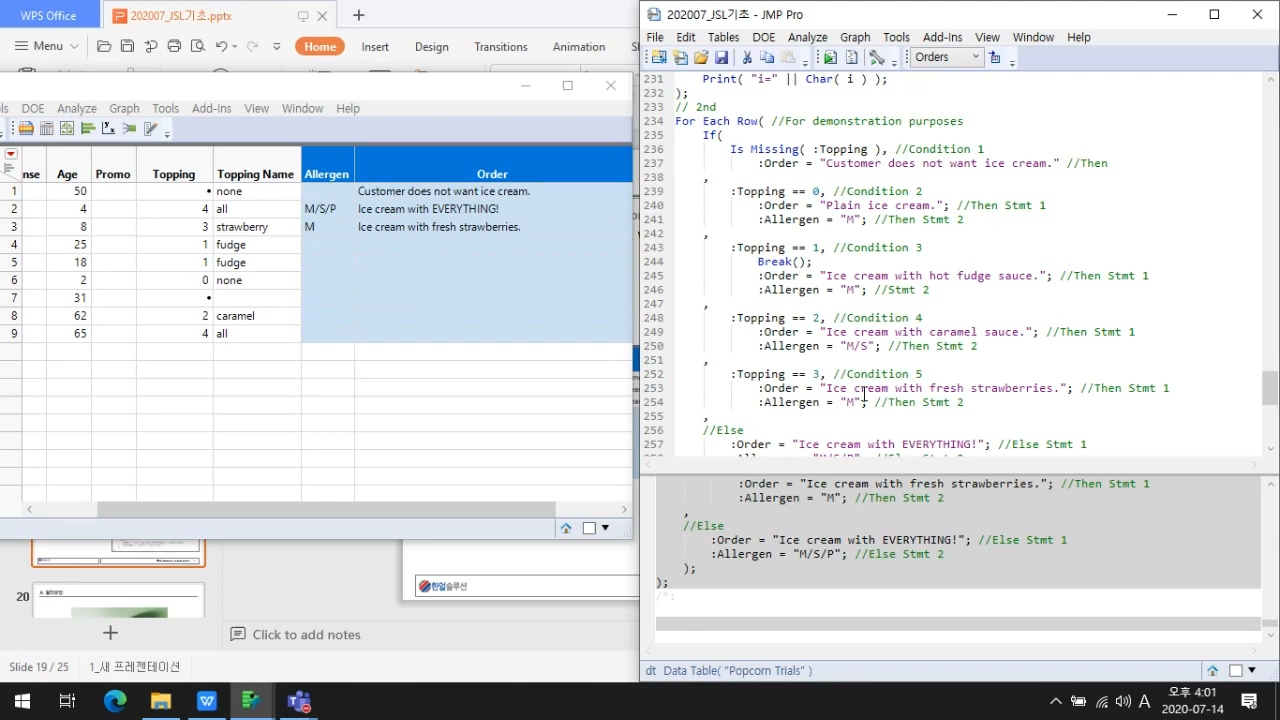 WPS Office
202007_JSL기초.pptx
Menu
Home
Insert
Design
Transitions
Animation
DOE
Analyze
Graph
Tools
Add-Ins
View
Window
Help
nse Age Promo Topping Topping Name Allergen Order
1 50 • none Customer does not want ice cream.
2 4 4 all M/S/P Ice cream with EVERYTHING!
3 8 3 strawberry M Ice cream with fresh strawberries.
4 25 1 fudge
5 18 1 fudge
6 2 0 none
7 31 •
8 62 2 caramel
9 65 4 all
한얼솔루션
20
Click to add notes
Slide 19 / 25
1_새 프레젠테이션
202007_JSL기초 - JMP Pro
File Edit Tables DOE Analyze Graph Tools Add-Ins View Window Help
Orders
231 Print( "i=" || Char( i ) );
232 );
233 // 2nd
234 For Each Row( //For demonstration purposes
235 If(
236 Is Missing( :Topping ), //Condition 1
237 :Order = "Customer does not want ice cream." //Then
238 ,
239 :Topping == 0, //Condition 2
240 :Order = "Plain ice cream."; //Then Stmt 1
241 :Allergen = "M"; //Then Stmt 2
242 ,
243 :Topping == 1, //Condition 3
244 Break();
245 :Order = "Ice cream with hot fudge sauce."; //Then Stmt 1
246 :Allergen = "M"; //Stmt 2
247 ,
248 :Topping == 2, //Condition 4
249 :Order = "Ice cream with caramel sauce."; //Then Stmt 1
250 :Allergen = "M/S"; //Then Stmt 2
251 ,
252 :Topping == 3, //Condition 5
253 :Order = "Ice cream with fresh strawberries."; //Then Stmt 1
254 :Allergen = "M"; //Then Stmt 2
255 ,
256 //Else
257 :Order = "Ice cream with EVERYTHING!"; //Else Stmt 1
:Order = "Ice cream with fresh strawberries."; //Then Stmt 1
:Allergen = "M"; //Then Stmt 2
,
//Else
:Order = "Ice cream with EVERYTHING!"; //Else Stmt 1
:Allergen = "M/S/P"; //Else Stmt 2
);
);
/*:
dt Data Table( "Popcorn Trials" )
A
오후 4:01
2020-07-14